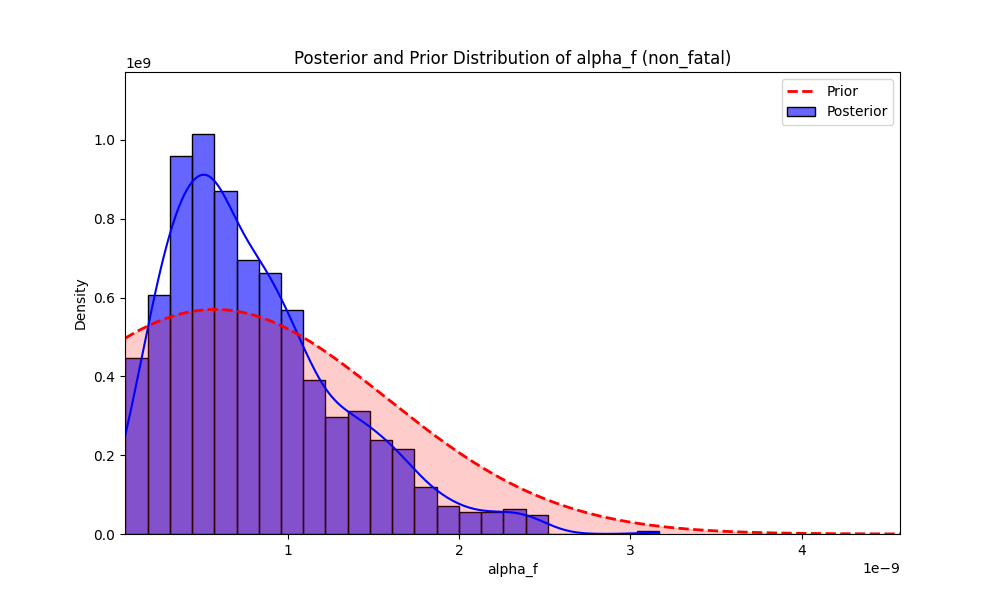 Posterior and Prior Distribution of alpha_f (non_fatal)
1e9
Prior
Posterior
1.0
0.8
0.6
0.4
0.2
0.0
Density
1
2
3
4
alpha_f
1e−9